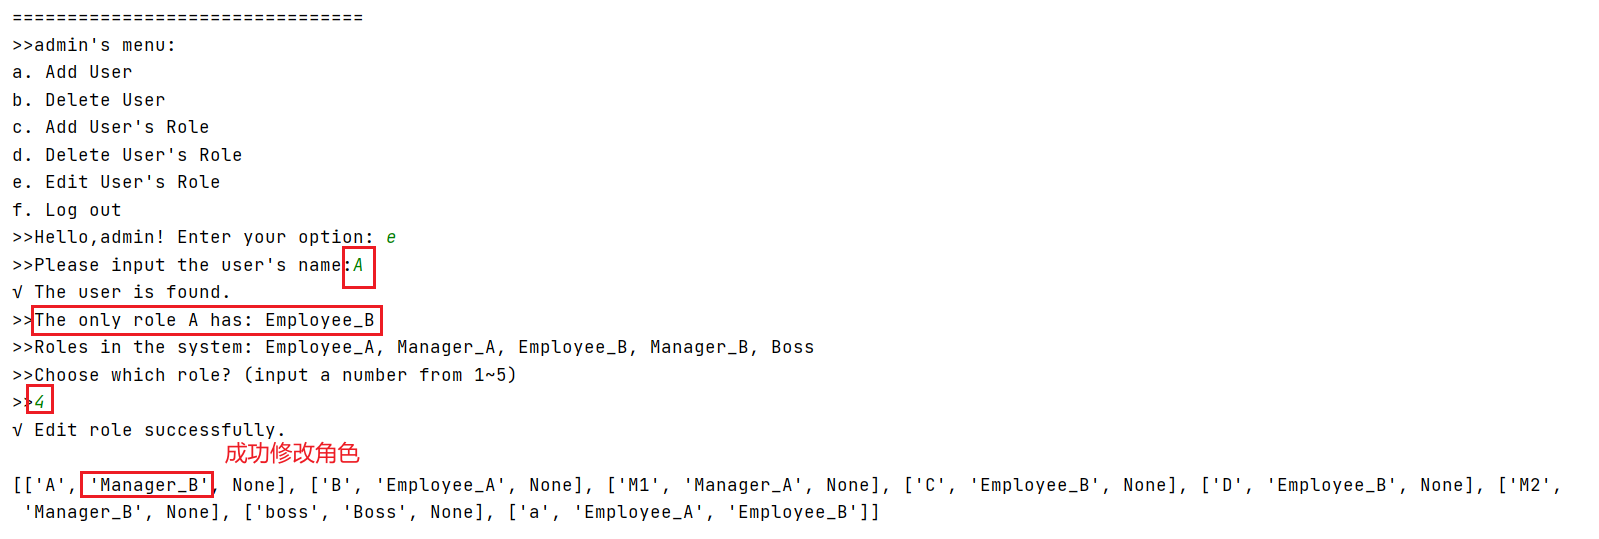 ================================
>>admin's menu:
a. Add User
b. Delete User
c. Add User's Role
d. Delete User's Role
e. Edit User's Role
f. Log out
>>Hello,admin! Enter your option: e
>>Please input the user's name:A
√ The user is found.
>>The only role A has: Employee_B
>>Roles in the system: Employee_A, Manager_A, Employee_B, Manager_B, Boss
>>Choose which role? (input a number from 1~5)
>>4
√ Edit role successfully.
成功修改角色
[['A', 'Manager_B', None], ['B', 'Employee_A', None], ['M1', 'Manager_A', None], ['C', 'Employee_B', None], ['D', 'Employee_B', None], ['M2',
'Manager_B', None], ['boss', 'Boss', None], ['a', 'Employee_A', 'Employee_B']]